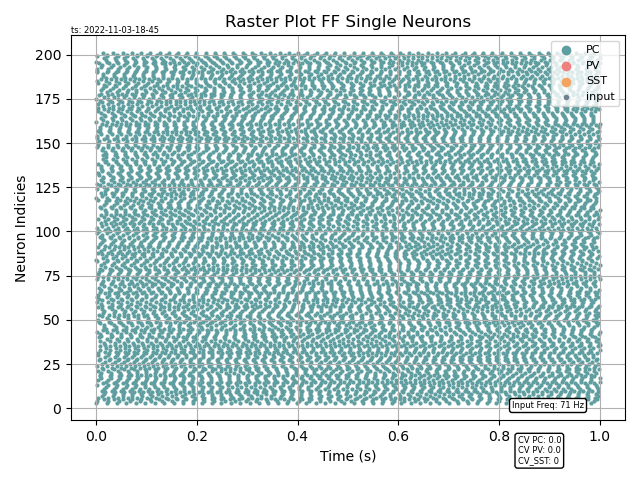 Raster Plot FF Single Neurons
ts: 2022-11-03-18-45
PC
PV
SST
input
200
175
150
125
100
75
50
25
0
Neuron Indicies
0.0 0.2 0.4 0.6 0.8 1.0
Time (s)
Input Freq: 71 Hz
CV PC: 0.0
CV PV: 0.0
CV_SST: 0